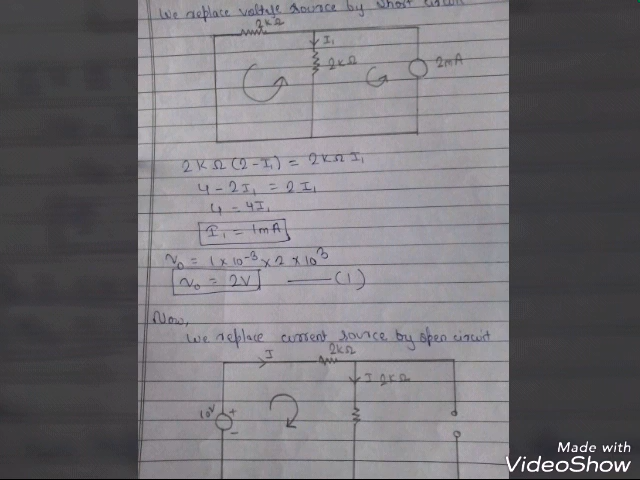 We replace voltage source by short circuit
2KΩ
I₁
2KΩ
2mA
2KΩ (2-I₁) = 2KΩ I₁
4 - 2I₁ = 2I₁
4 = 4I₁
I₁ = 1mA
v₀ = 1 × 10⁻³ × 2 × 10³
v₀ = 2V —— (1)
Now,
We replace current source by open circuit
I
2KΩ
I 2KΩ
10V
+
-
Made with
VideoShow